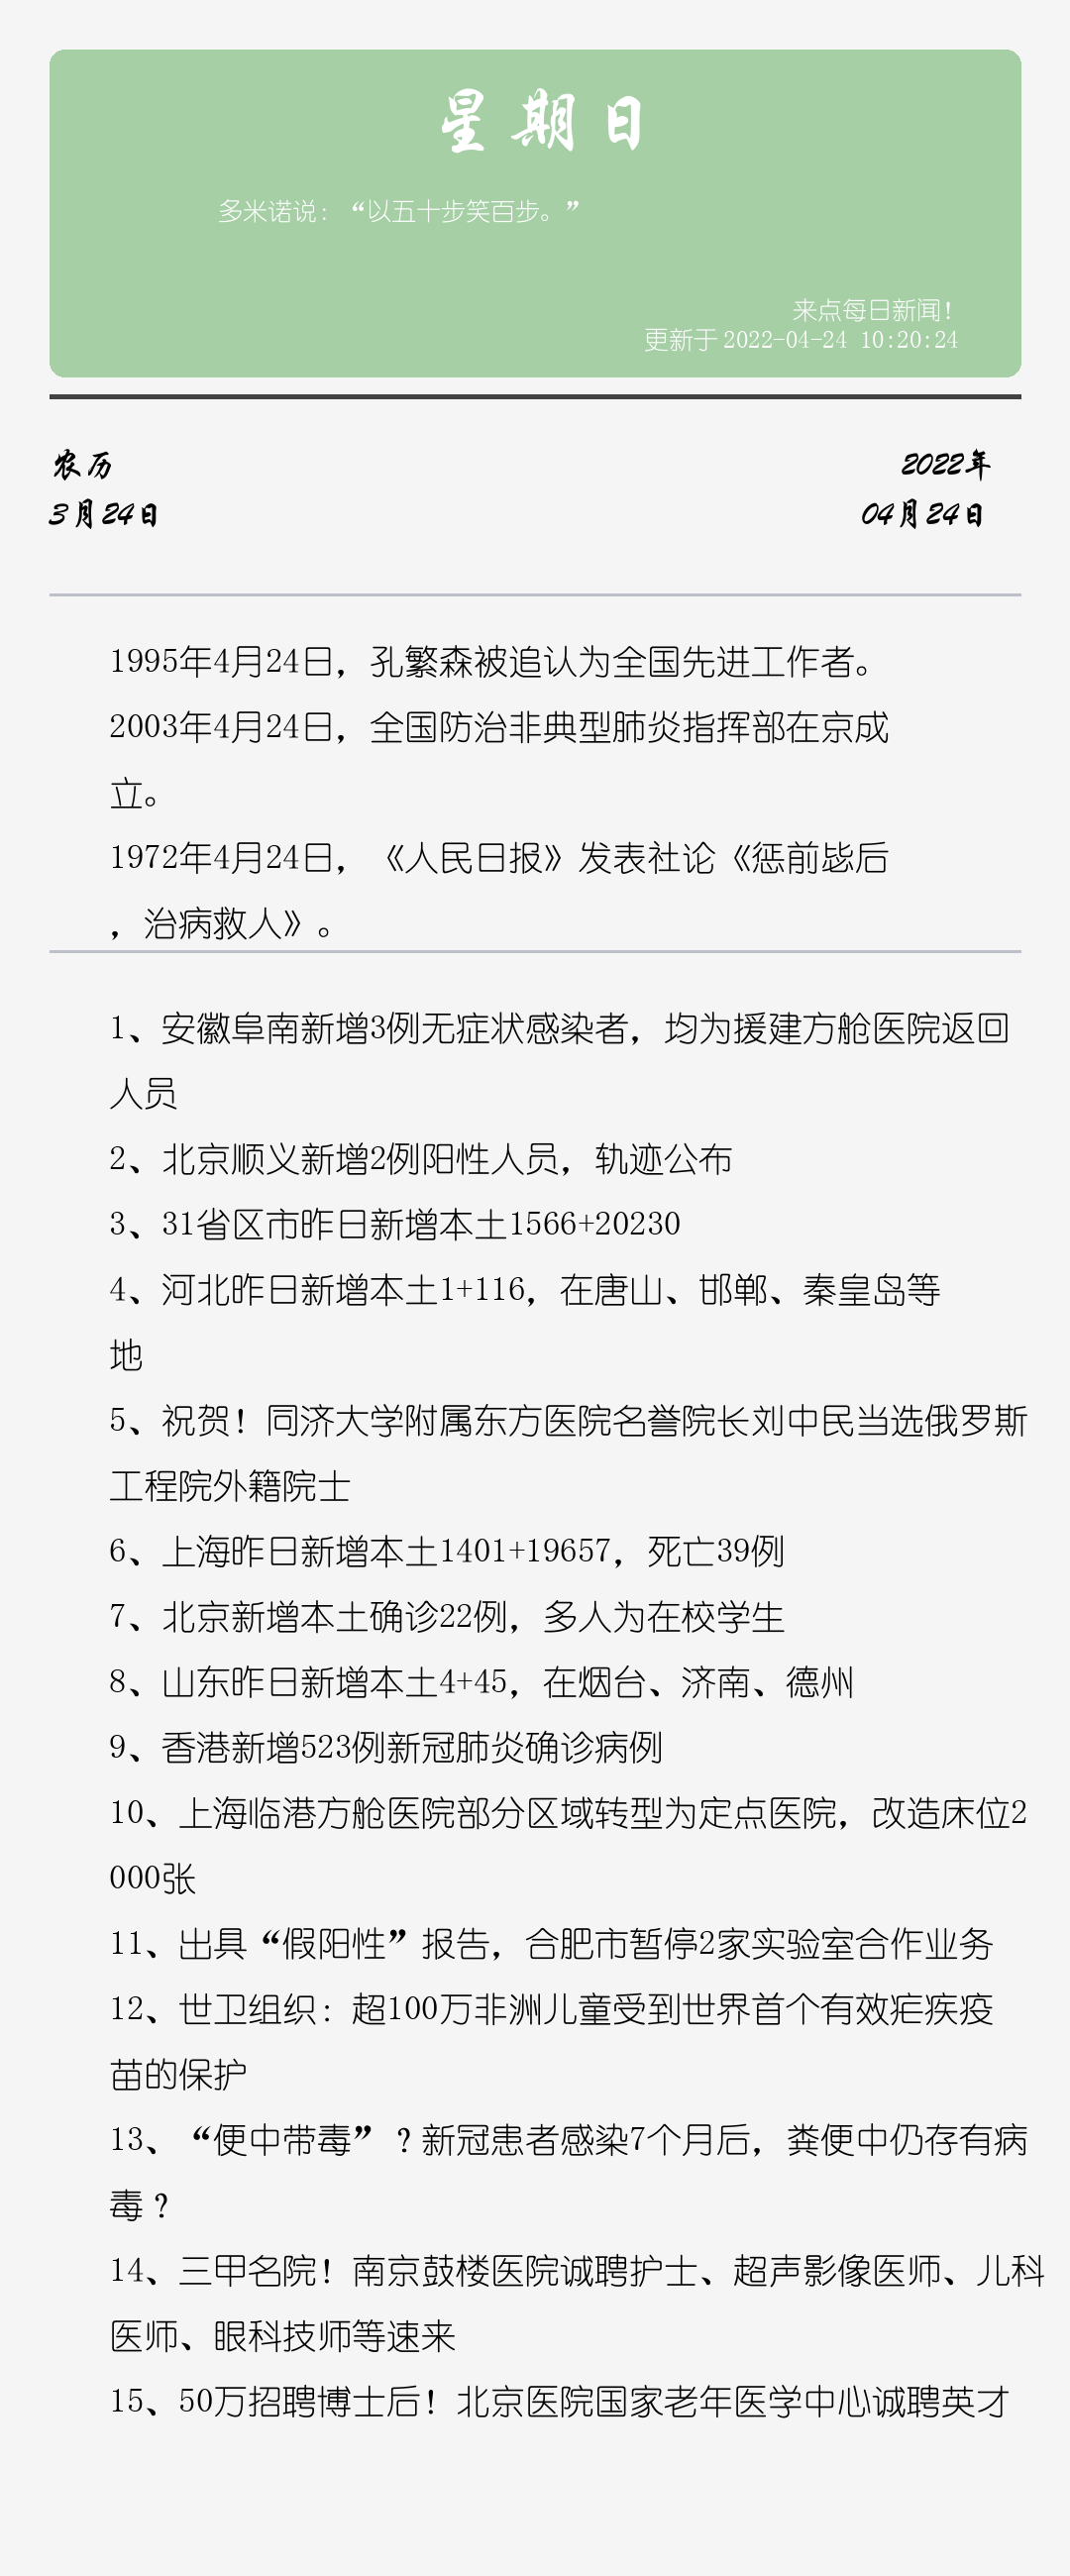 星期日
多米诺说：“以五十步笑百步。”
来点每日新闻！
更新于 2022-04-24 10:20:24
农历
2022年
3月24日
04月24日
1995年4月24日，孔繁森被追认为全国先进工作者。
2003年4月24日，全国防治非典型肺炎指挥部在京成
立。
1972年4月24日，《人民日报》发表社论《惩前毖后
，治病救人》。
1、安徽阜南新增3例无症状感染者，均为援建方舱医院返回
人员
2、北京顺义新增2例阳性人员，轨迹公布
3、31省区市昨日新增本土1566+20230
4、河北昨日新增本土1+116，在唐山、邯郸、秦皇岛等
地
5、祝贺！同济大学附属东方医院名誉院长刘中民当选俄罗斯
工程院外籍院士
6、上海昨日新增本土1401+19657，死亡39例
7、北京新增本土确诊22例，多人为在校学生
8、山东昨日新增本土4+45，在烟台、济南、德州
9、香港新增523例新冠肺炎确诊病例
10、上海临港方舱医院部分区域转型为定点医院，改造床位2
000张
11、出具“假阳性”报告，合肥市暂停2家实验室合作业务
12、世卫组织：超100万非洲儿童受到世界首个有效疟疾疫
苗的保护
13、“便中带毒”？新冠患者感染7个月后，粪便中仍存有病
毒？
14、三甲名院！南京鼓楼医院诚聘护士、超声影像医师、儿科
医师、眼科技师等速来
15、50万招聘博士后！北京医院国家老年医学中心诚聘英才